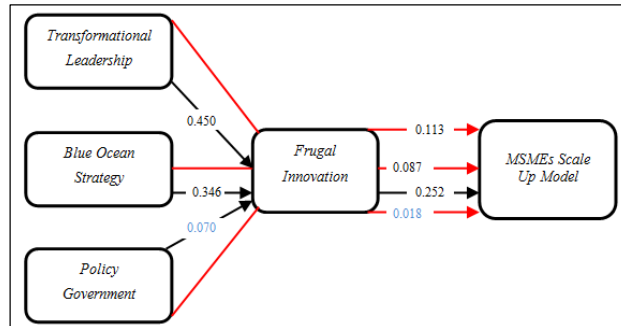 Transformational
Leadership
0.450
Blue Ocean
Strategy
0.346
0.070
Policy
Government
Frugal
Innovation
0.113
0.087
0.252
0.018
MSMEs Scale
Up Model